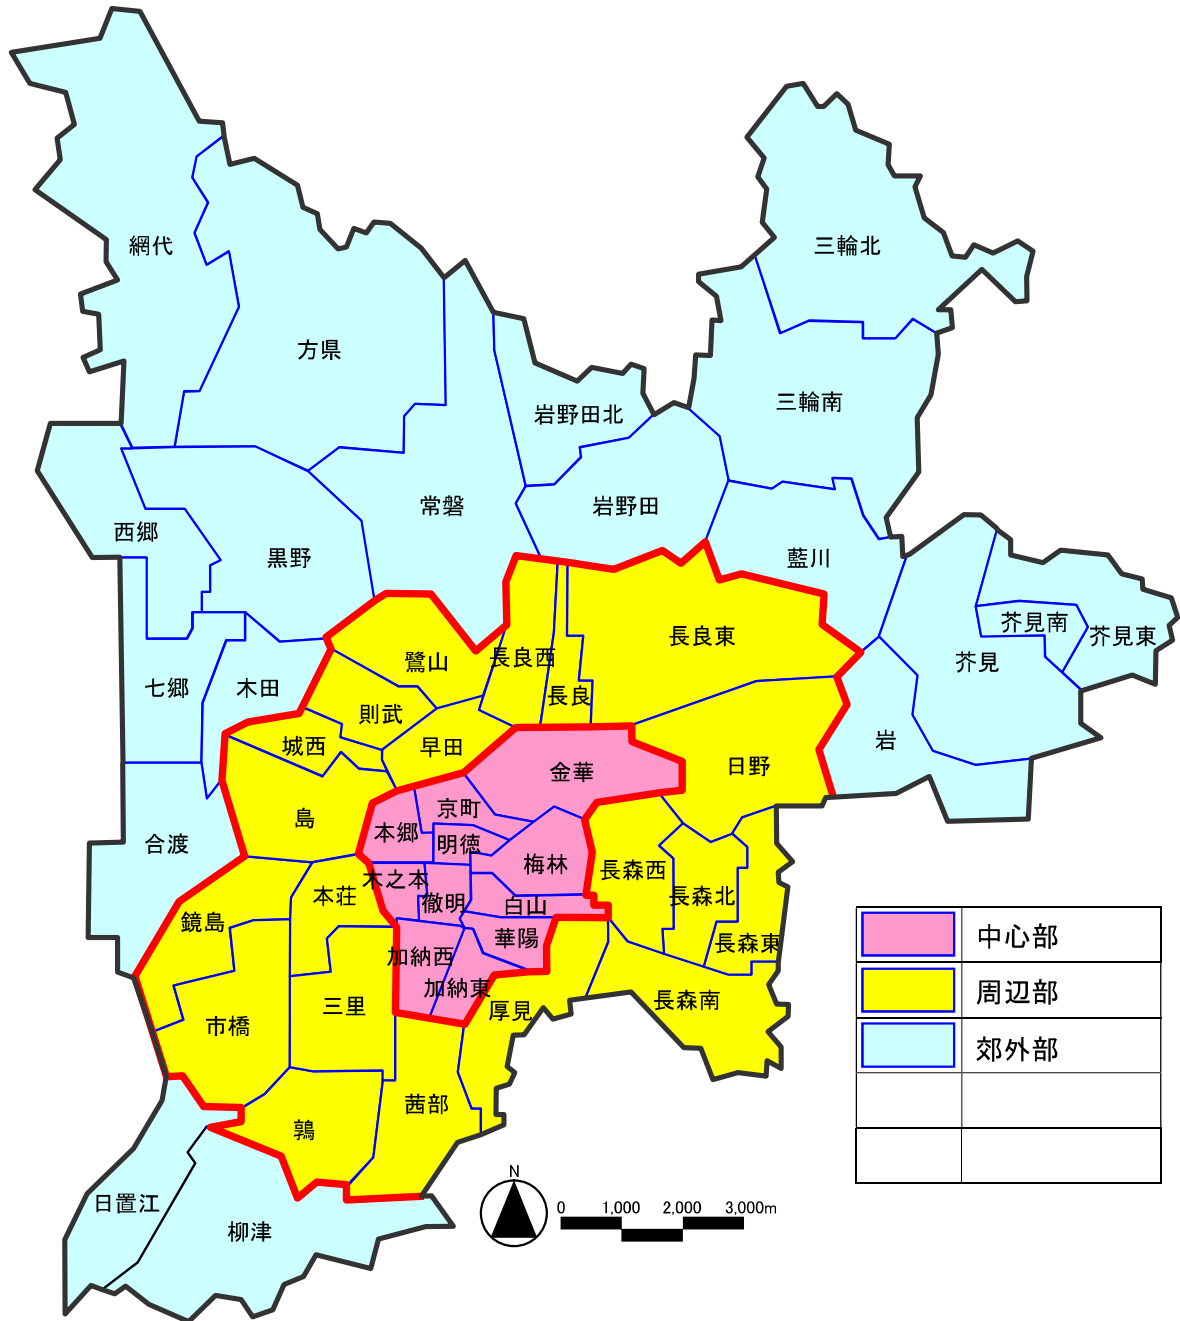 網代
三輪北
方県
三輪南
岩野田北
常磐
岩野田
西郷
黒野
藍川
芥見南
芥見東
長良東
芥見
鷺山
長良西
七郷
木田
長良
則武
城西
早田
岩
日野
金華
京町
島
本郷
明徳
合渡
梅林
長森西
木之本
本荘
長森北
徹明
白山
鏡島
華陽
長森東
加納西
加納東
長森南
三里
厚見
市橋
茜部
鶉
日置江
柳津
中心部
周辺部
郊外部
N
0 1,000 2,000 3,000m